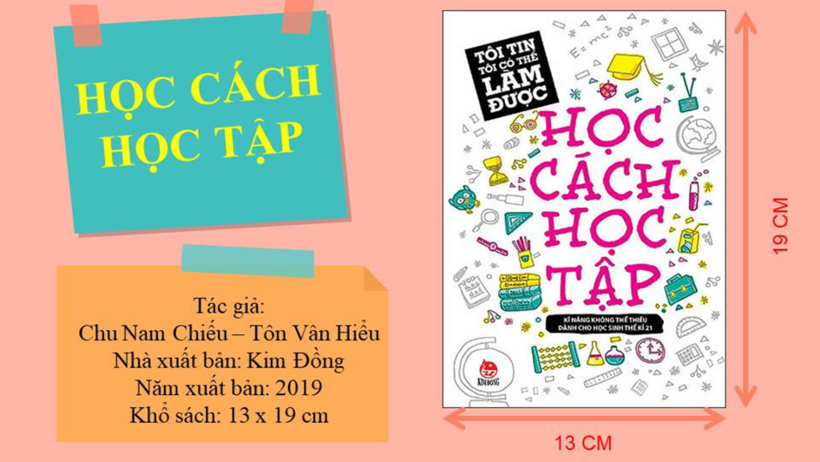 HỌC CÁCH
HỌC TẬP
Tác giả:
Chu Nam Chiếu – Tôn Vân Hiểu
Nhà xuất bản: Kim Đồng
Năm xuất bản: 2019
Khổ sách: 13 x 19 cm
TÔI TIN
TÔI CÓ THỂ
LÀM
ĐƯỢC
E=mc²
HỌC
CÁCH
HỌC
TẬP
KĨ NĂNG KHÔNG THỂ THIẾU
DÀNH CHO HỌC SINH THẾ KỈ 21
KIM ĐỒNG
19 CM
13 CM